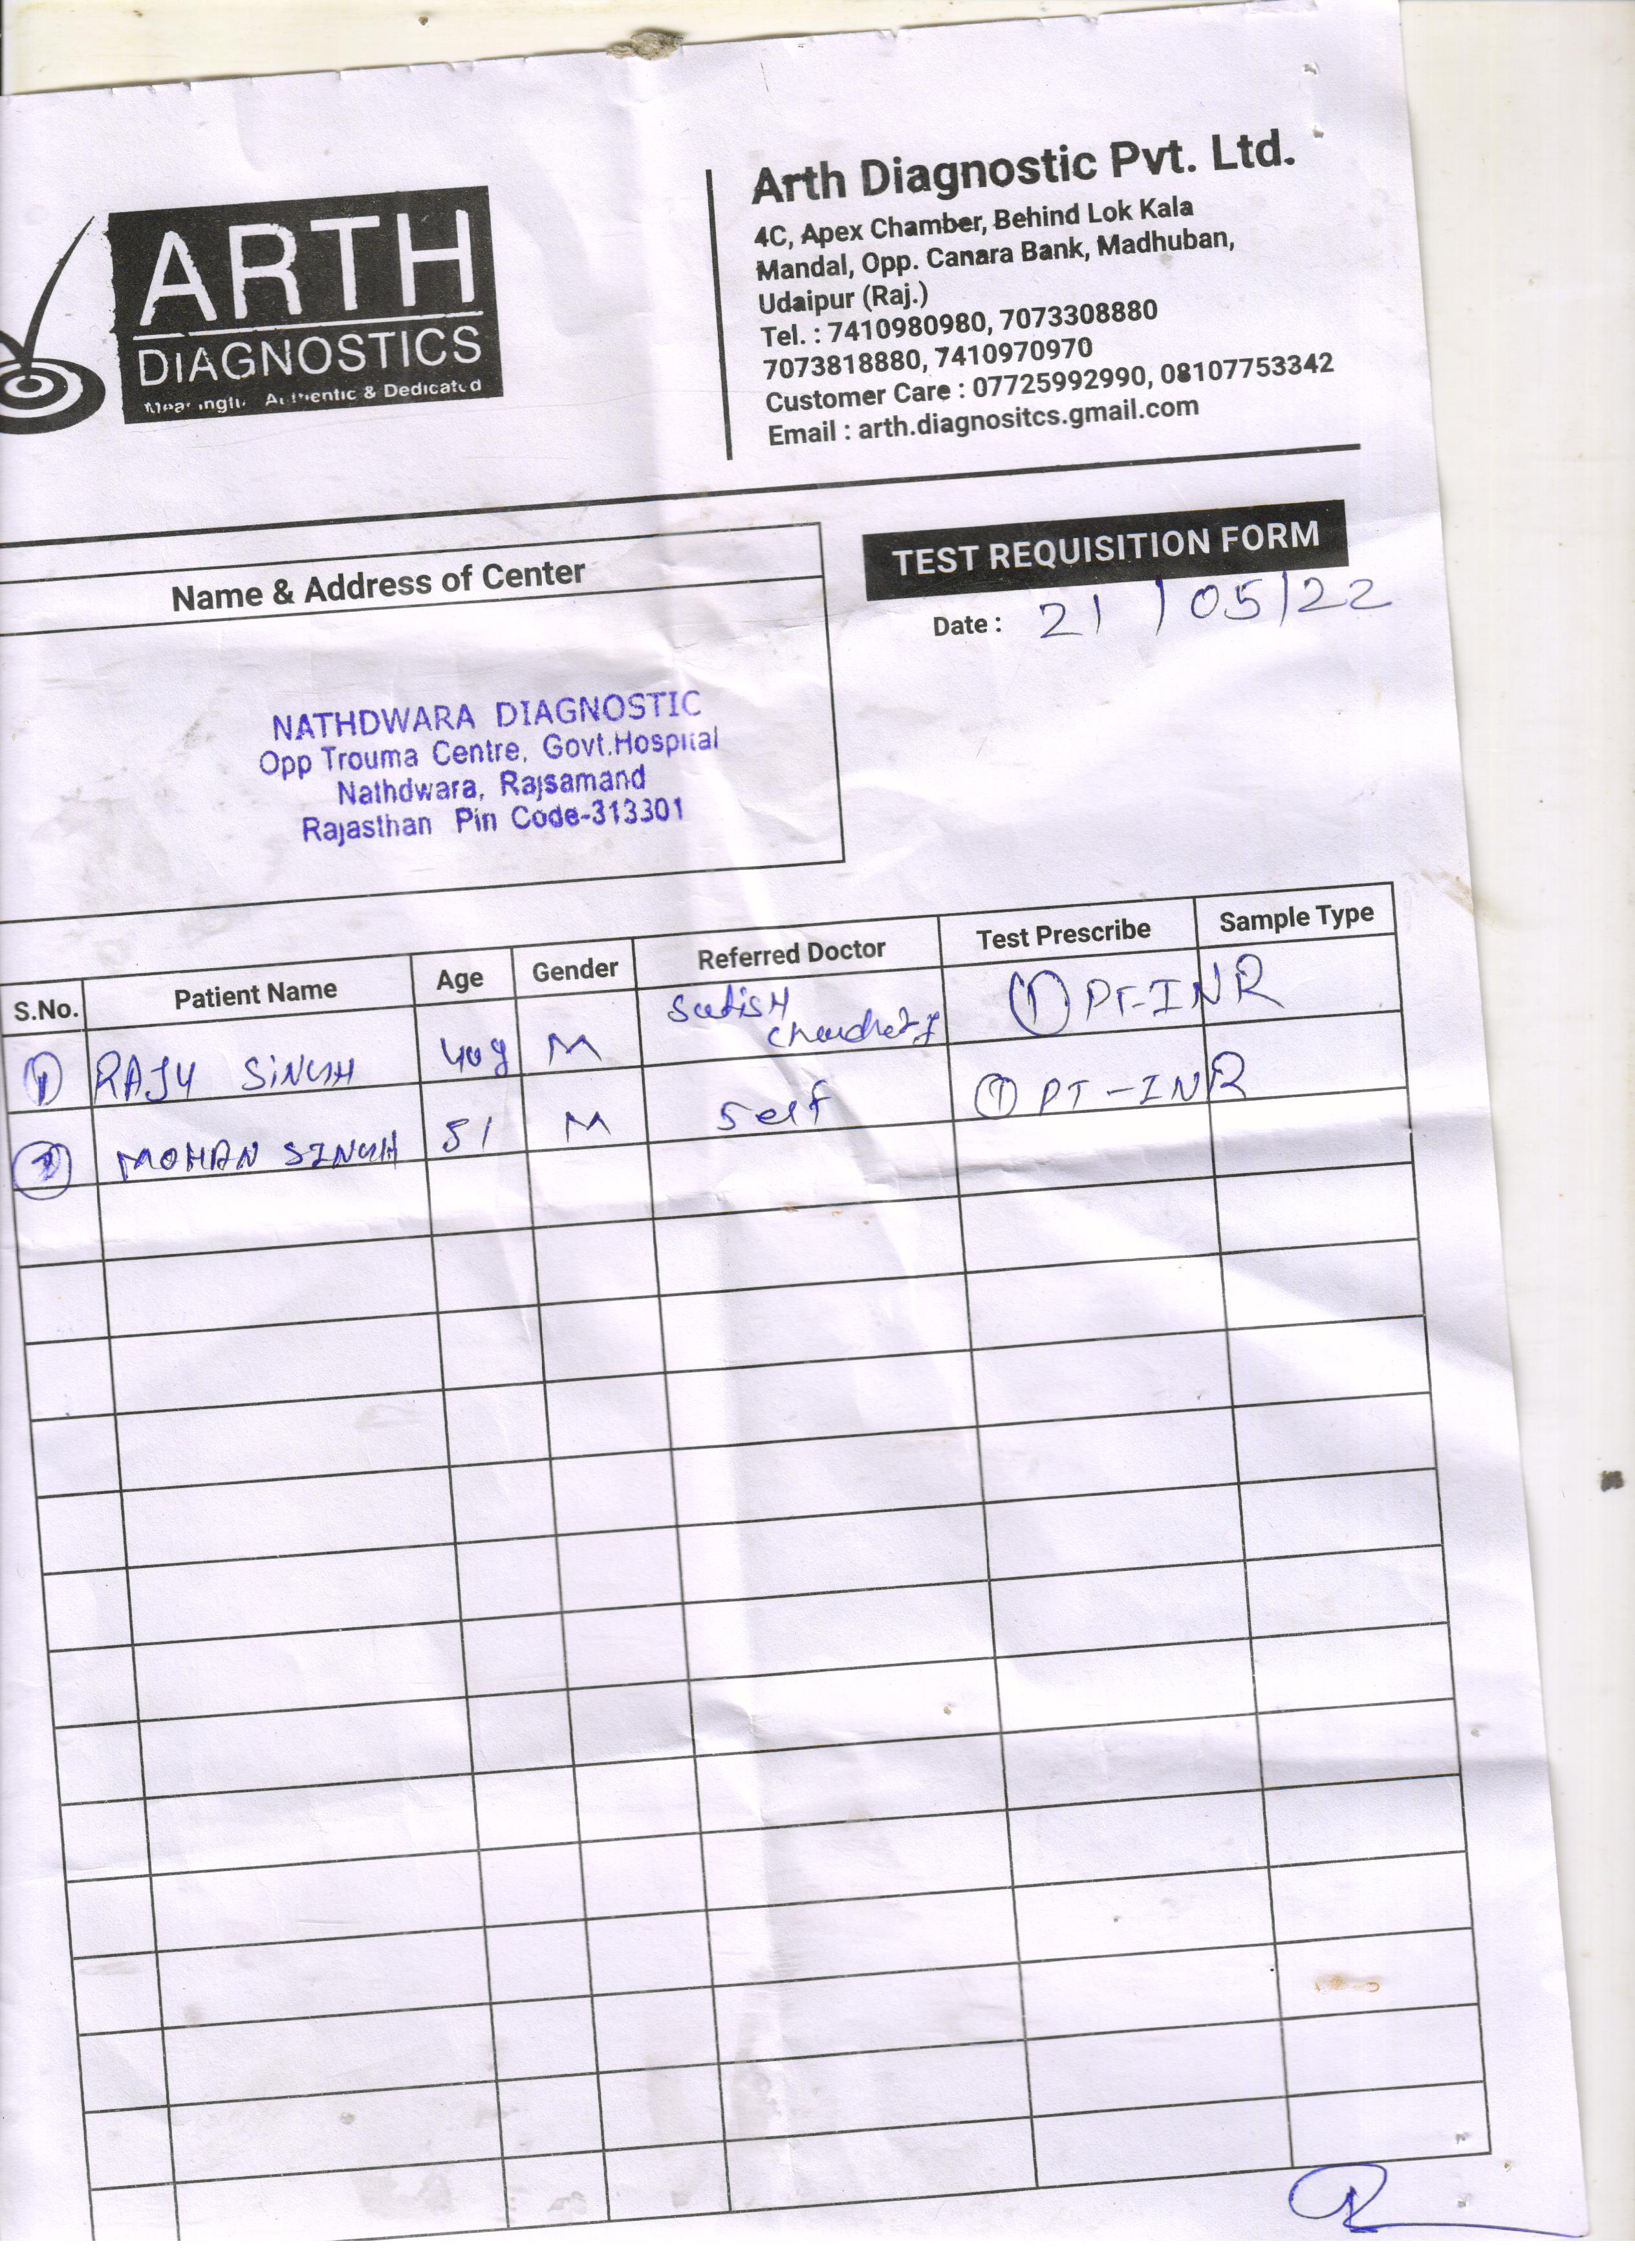 ARTH
DIAGNOSTICS
Authentic & Dedicated
Arth Diagnostic Pvt. Ltd.
4C, Apex Chamber, Behind Lok Kala
Mandal, Opp. Canara Bank, Madhuban,
Udaipur (Raj.)
Tel. : 7410980980, 7073308880
7073818880, 7410970970
Customer Care : 07725992990, 08107753342
Email : arth.diagnositcs.gmail.com
Name & Address of Center
TEST REQUISITION FORM
Date : 21/05/22
NATHDWARA DIAGNOSTIC
Opp Trouma Centre, Govt.Hospital
Nathdwara, Rajsamand
Rajasthan Pin Code-313301
S.No. Patient Name Age Gender Referred Doctor Test Prescribe Sample Type
1 RAJU SINGH 40y M Satish 1 PT-INR
2 MOHAN SINGH 51 M Self 1 PT-INR